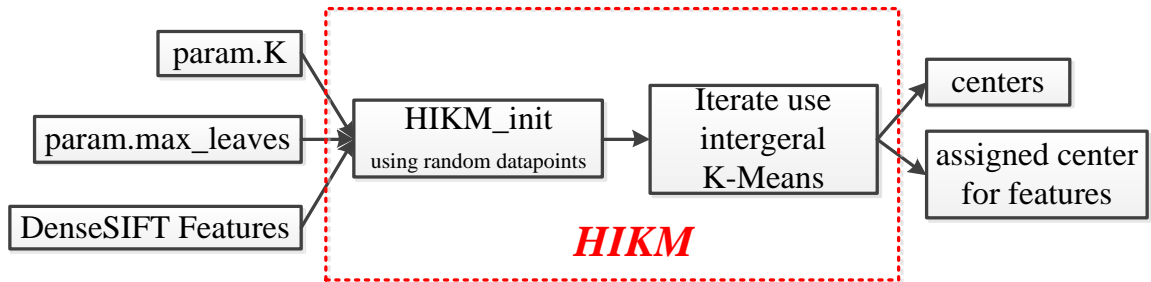 param.K
param.max_leaves
DenseSIFT Features
HIKM_init
using random datapoints
Iterate use
intergeral
K-Means
HIKM
centers
assigned center
for features